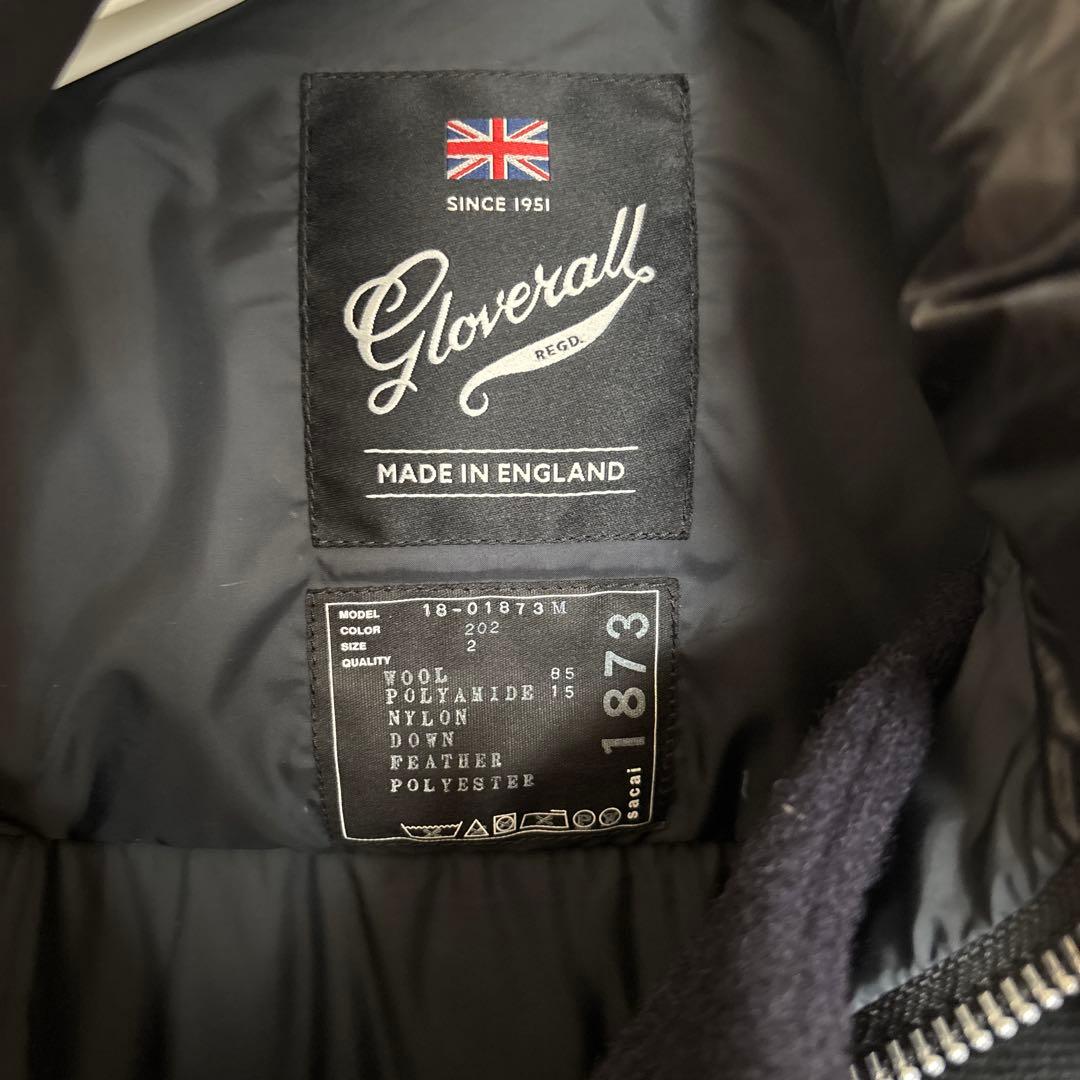 SINCE 1951
Gloverall
REGD.
MADE IN ENGLAND
MODEL 18-01873M
COLOR 202
SIZE 2
QUALITY
WOOL 85
POLYAMIDE 15
NYLON
DOWN
FEATHER
POLYESTER
sacai 1873
P
W